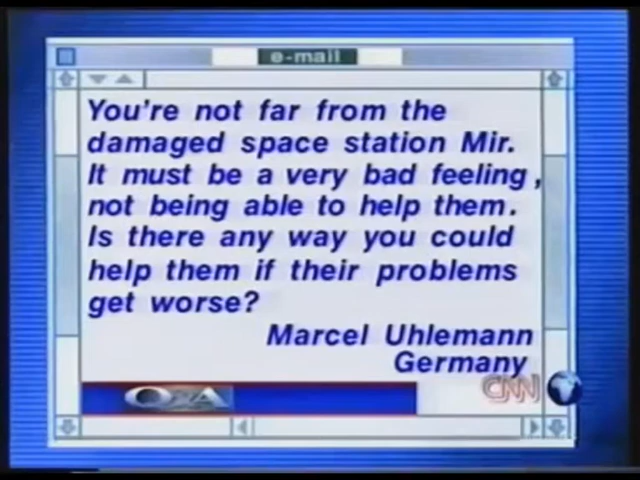 e-mail
You're not far from the
damaged space station Mir.
It must be a very bad feeling,
not being able to help them.
Is there any way you could
help them if their problems
get worse?
Marcel Uhlemann
Germany
Q&A
CNN